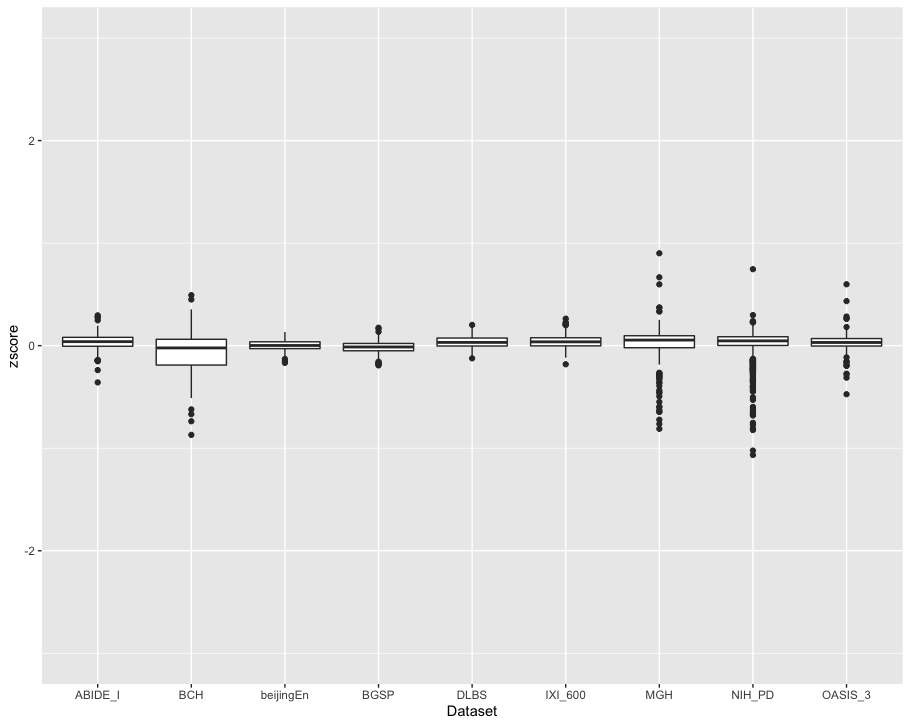 zscore
2
0
-2
ABIDE_I BCH beijingEn BGSP DLBS IXI_600 MGH NIH_PD OASIS_3
Dataset